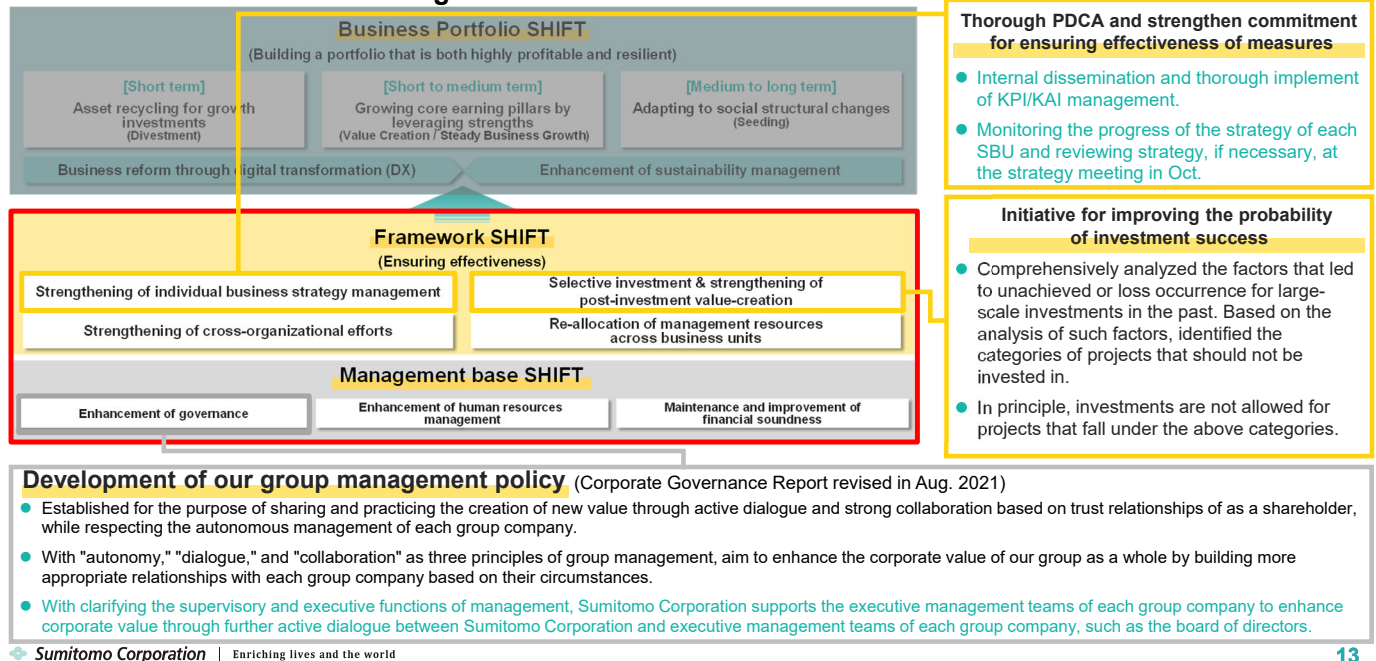 Business Portfolio SHIFT
(Building a portfolio that is both highly profitable and resilient)
[Short term]
Asset recycling for growth
investments
(Divestment)
[Short to medium term]
Growing core earning pillars by
leveraging strengths
(Value Creation / Steady Business Growth)
[Medium to long term]
Adapting to social structural changes
(Seeding)
Business reform through digital transformation (DX)
Enhancement of sustainability management
Framework SHIFT
(Ensuring effectiveness)
Strengthening of individual business strategy management
Selective investment & strengthening of
post-investment value-creation
Strengthening of cross-organizational efforts
Re-allocation of management resources
across business units
Management base SHIFT
Enhancement of governance
Enhancement of human resources
management
Maintenance and improvement of
financial soundness
Thorough PDCA and strengthen commitment
for ensuring effectiveness of measures
● Internal dissemination and thorough implement
of KPI/KAI management.
● Monitoring the progress of the strategy of each
SBU and reviewing strategy, if necessary, at
the strategy meeting in Oct.
Initiative for improving the probability
of investment success
● Comprehensively analyzed the factors that led
to unachieved or loss occurrence for large-
scale investments in the past. Based on the
analysis of such factors, identified the
categories of projects that should not be
invested in.
● In principle, investments are not allowed for
projects that fall under the above categories.
Development of our group management policy (Corporate Governance Report revised in Aug. 2021)
● Established for the purpose of sharing and practicing the creation of new value through active dialogue and strong collaboration based on trust relationships of as a shareholder,
while respecting the autonomous management of each group company.
● With "autonomy," "dialogue," and "collaboration" as three principles of group management, aim to enhance the corporate value of our group as a whole by building more
appropriate relationships with each group company based on their circumstances.
● With clarifying the supervisory and executive functions of management, Sumitomo Corporation supports the executive management teams of each group company to enhance
corporate value through further active dialogue between Sumitomo Corporation and executive management teams of each group company, such as the board of directors.
Sumitomo Corporation | Enriching lives and the world
13